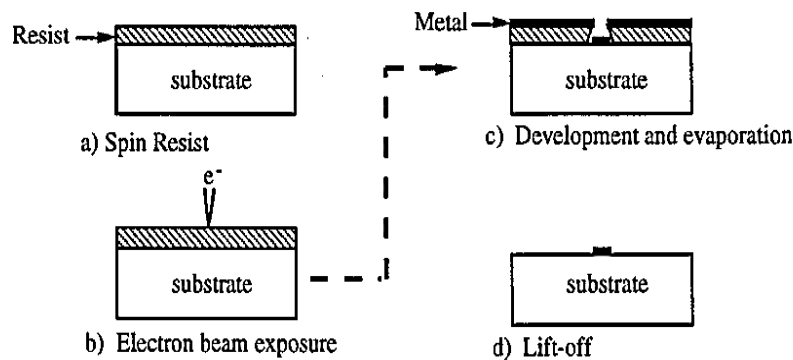 Resist
substrate
a) Spin Resist
e-
substrate
b) Electron beam exposure
Metal
substrate
c) Development and evaporation
substrate
d) Lift-off